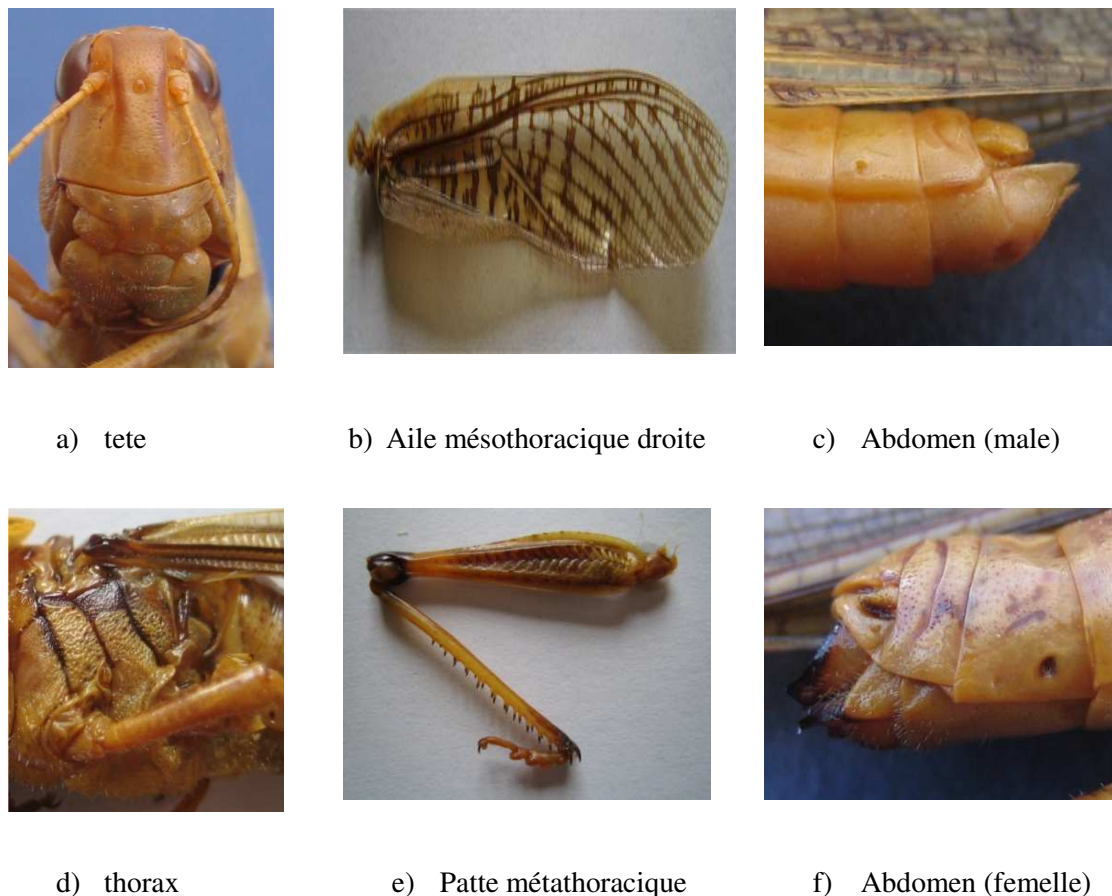 a) tete b) Aile mésothoracique droite c) Abdomen (male)
d) thorax e) Patte métathoracique f) Abdomen (femelle)